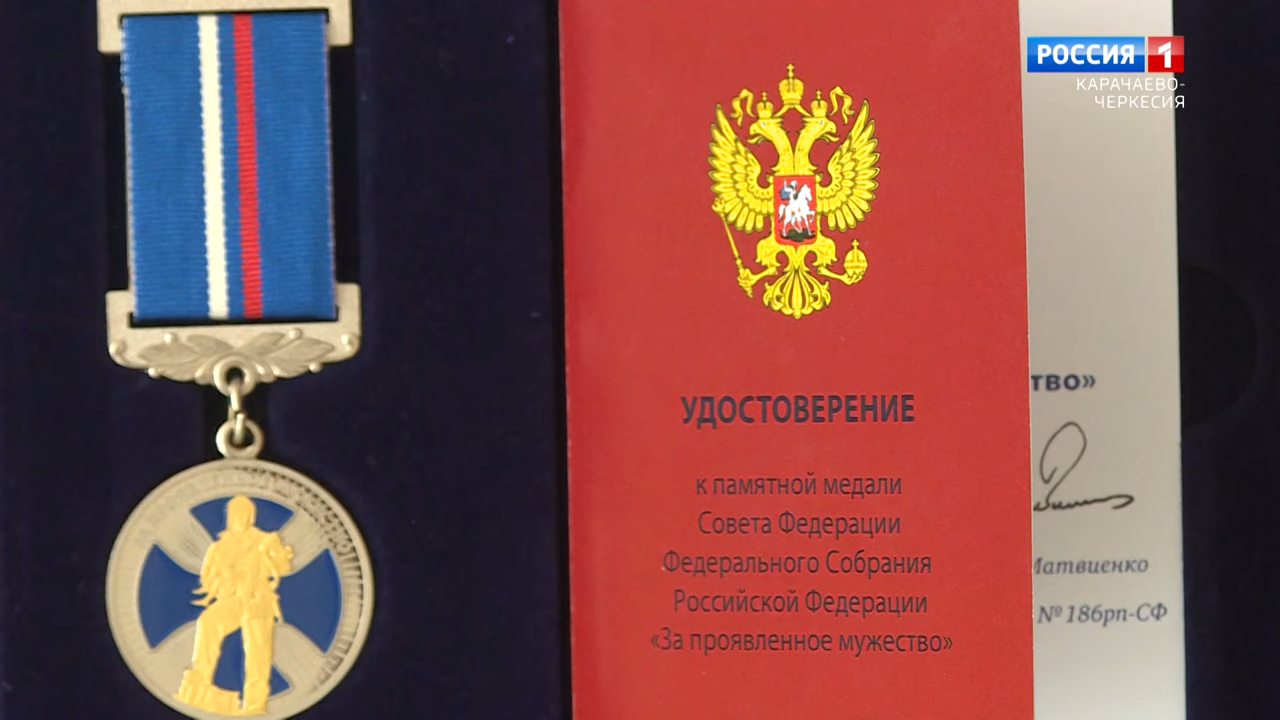 РОССИЯ 1
КАРАЧАЕВО-
ЧЕРКЕСИЯ
УДОСТОВЕРЕНИЕ
к памятной медали
Совета Федерации
Федерального Собрания
Российской Федерации
«За проявленное мужество»
ТВО»
Матвиенко
№ 186рп-СФ